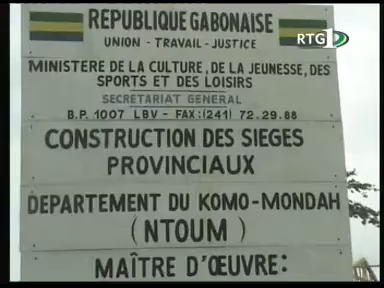 REPUBLIQUE GABONAISE
RTG1
UNION - TRAVAIL - JUSTICE
MINISTERE DE LA CULTURE, DE LA JEUNESSE, DES
SPORTS ET DES LOISIRS
SECRETARIAT GENERAL
B.P. 1007 LBV - FAX: (241) 72.29.88
CONSTRUCTION DES SIEGES
PROVINCIAUX
DEPARTEMENT DU KOMO-MONDAH
( NTOUM )
MAÎTRE D'ŒUVRE: